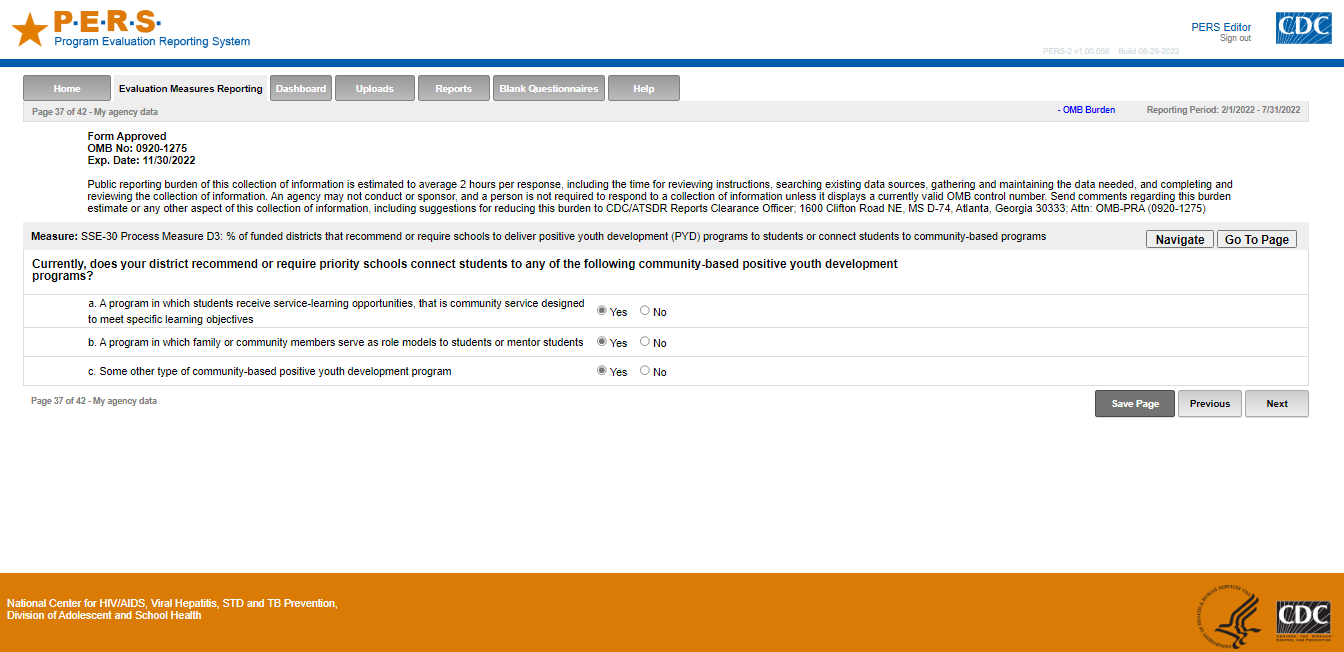 P·E·R·S·
Program Evaluation Reporting System
PERS Editor
Sign out
CDC
PERS-2 v1.00.056 Build 08-29-2022
Home Evaluation Measures Reporting Dashboard Uploads Reports Blank Questionnaires Help
Page 37 of 42 - My agency data - OMB Burden Reporting Period: 2/1/2022 - 7/31/2022
Form Approved
OMB No: 0920-1275
Exp. Date: 11/30/2022
Public reporting burden of this collection of information is estimated to average 2 hours per response, including the time for reviewing instructions, searching existing data sources, gathering and maintaining the data needed, and completing and
reviewing the collection of information. An agency may not conduct or sponsor, and a person is not required to respond to a collection of information unless it displays a currently valid OMB control number. Send comments regarding this burden
estimate or any other aspect of this collection of information, including suggestions for reducing this burden to CDC/ATSDR Reports Clearance Officer; 1600 Clifton Road NE, MS D-74, Atlanta, Georgia 30333; Attn: OMB-PRA (0920-1275)
Measure: SSE-30 Process Measure D3: % of funded districts that recommend or require schools to deliver positive youth development (PYD) programs to students or connect students to community-based programs
Navigate Go To Page
Currently, does your district recommend or require priority schools connect students to any of the following community-based positive youth development
programs?
a. A program in which students receive service-learning opportunities, that is community service designed
to meet specific learning objectives
Yes No
b. A program in which family or community members serve as role models to students or mentor students Yes No
c. Some other type of community-based positive youth development program Yes No
Page 37 of 42 - My agency data
Save Page Previous Next
National Center for HIV/AIDS, Viral Hepatitis, STD and TB Prevention,
Division of Adolescent and School Health
CDC